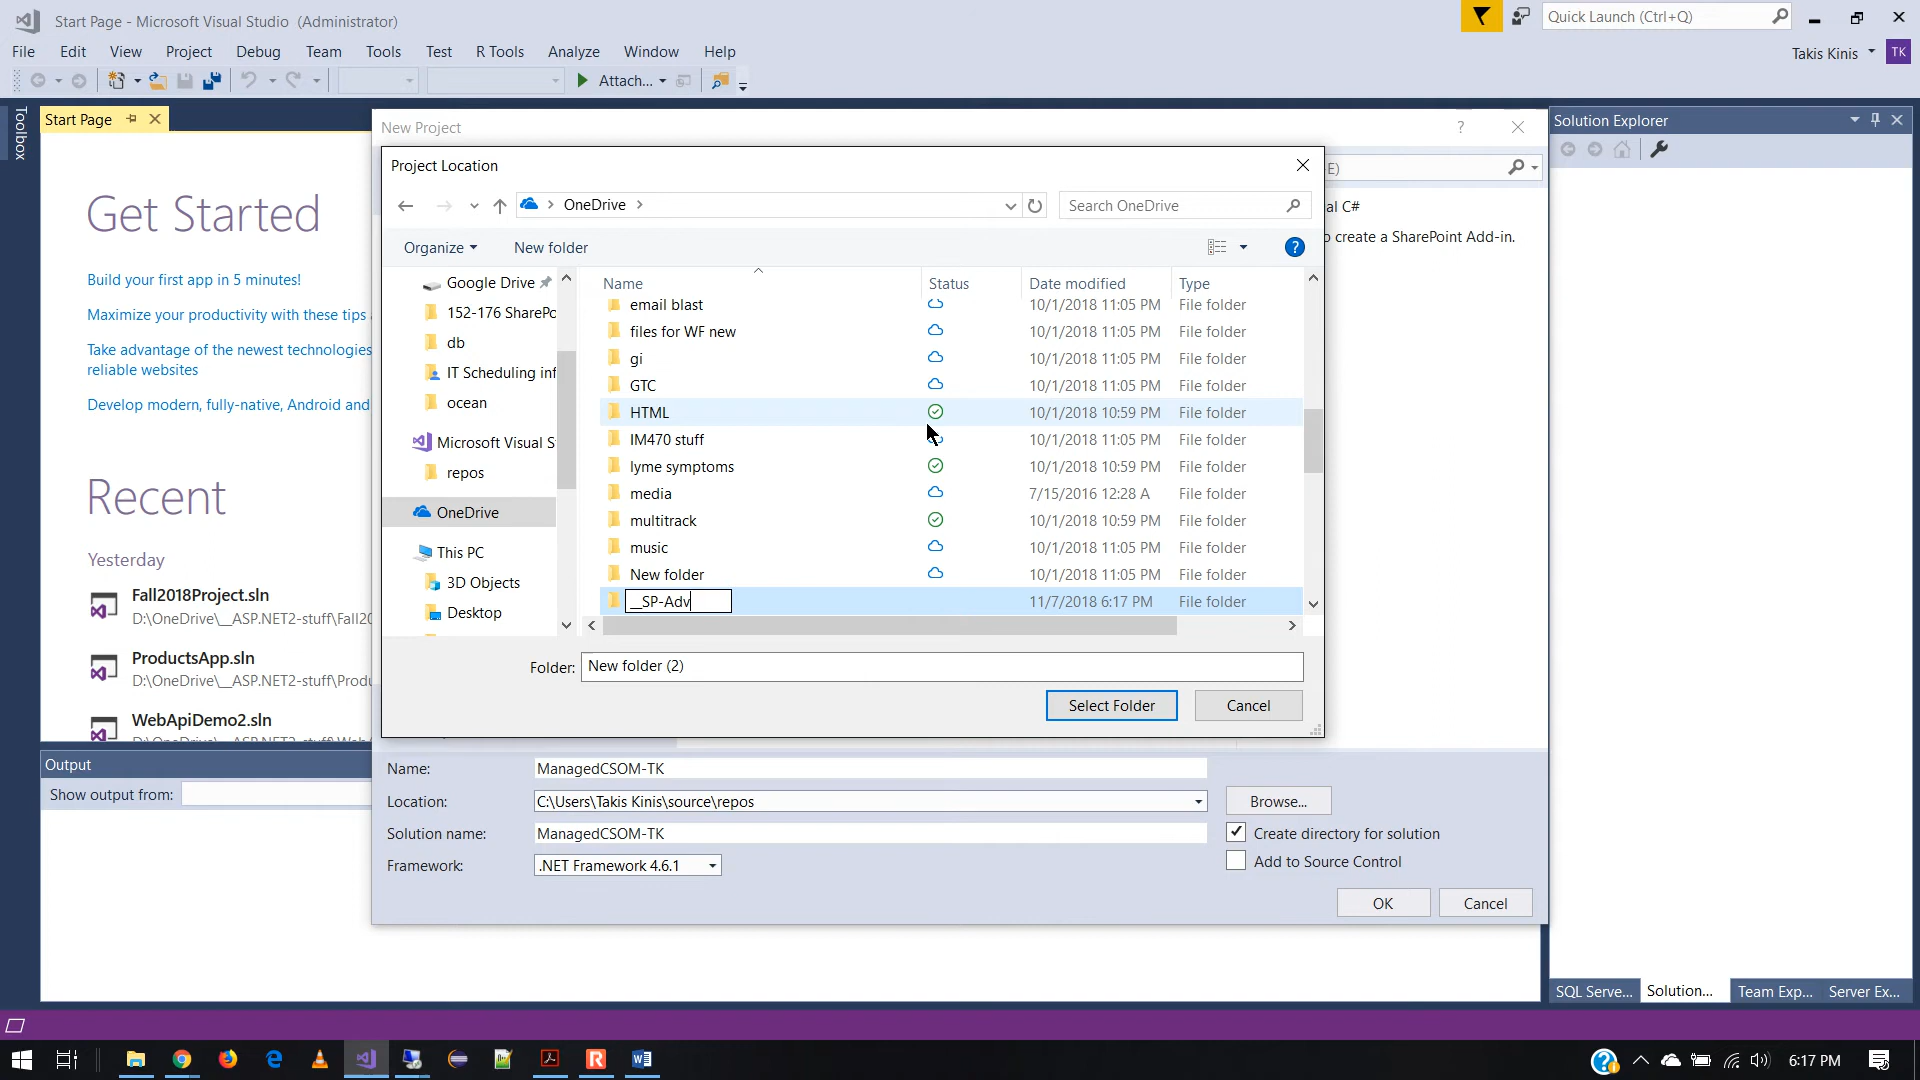 Start Page - Microsoft Visual Studio (Administrator)
Quick Launch (Ctrl+Q)
File Edit View Project Debug Team Tools Test R Tools Analyze Window Help
Takis Kinis TK
Attach...
Toolbox
Start Page
New Project ?
Solution Explorer
Get Started
Build your first app in 5 minutes!
Maximize your productivity with these tips
Take advantage of the newest technologies
reliable websites
Develop modern, fully-native, Android and
Recent
Yesterday
Fall2018Project.sln
D:\OneDrive\__ASP.NET2-stuff\Fall20
ProductsApp.sln
D:\OneDrive\__ASP.NET2-stuff\Produ
WebApiDemo2.sln
Output
Show output from:
Project Location
OneDrive
Search OneDrive
E)
al C#
o create a SharePoint Add-in.
Organize New folder ?
Google Drive
152-176 SharePo
db
IT Scheduling inf
ocean
Microsoft Visual S
repos
OneDrive
This PC
3D Objects
Desktop
Name Status Date modified Type
email blast 10/1/2018 11:05 PM File folder
files for WF new 10/1/2018 11:05 PM File folder
gi 10/1/2018 11:05 PM File folder
GTC 10/1/2018 11:05 PM File folder
HTML 10/1/2018 10:59 PM File folder
IM470 stuff 10/1/2018 11:05 PM File folder
lyme symptoms 10/1/2018 10:59 PM File folder
media 7/15/2016 12:28 A File folder
multitrack 10/1/2018 10:59 PM File folder
music 10/1/2018 11:05 PM File folder
New folder 10/1/2018 11:05 PM File folder
__SP-Adv 11/7/2018 6:17 PM File folder
Folder: New folder (2)
Select Folder Cancel
Name: ManagedCSOM-TK
Location: C:\Users\Takis Kinis\source\repos Browse...
Solution name: ManagedCSOM-TK
Create directory for solution
Framework: .NET Framework 4.6.1
Add to Source Control
OK Cancel
SQL Serve... Solution... Team Exp... Server Ex...
6:17 PM